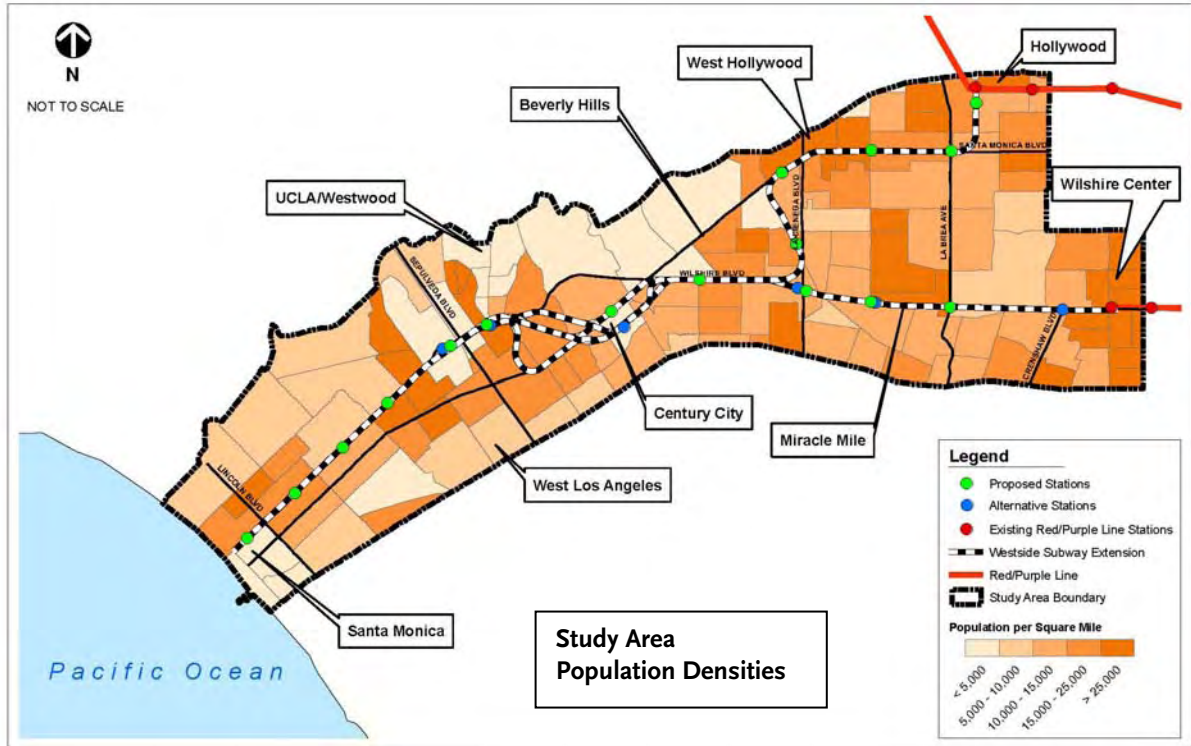 N
NOT TO SCALE
Hollywood
West Hollywood
Beverly Hills
SANTA MONICA BLVD
UCLA/Westwood
Wilshire Center
CIENEGA BLVD
LA BREA AVE
SEPULVEDA BLVD
WILSHIRE BLVD
CRENSHAW BLVD
Century City
Miracle Mile
West Los Angeles
LINCOLN BLVD
Santa Monica
Pacific Ocean
Study Area
Population Densities
Legend
Proposed Stations
Alternative Stations
Existing Red/Purple Line Stations
Westside Subway Extension
Red/Purple Line
Study Area Boundary
Population per Square Mile
< 5,000
5,000 - 10,000
10,000 - 15,000
15,000 - 25,000
> 25,000